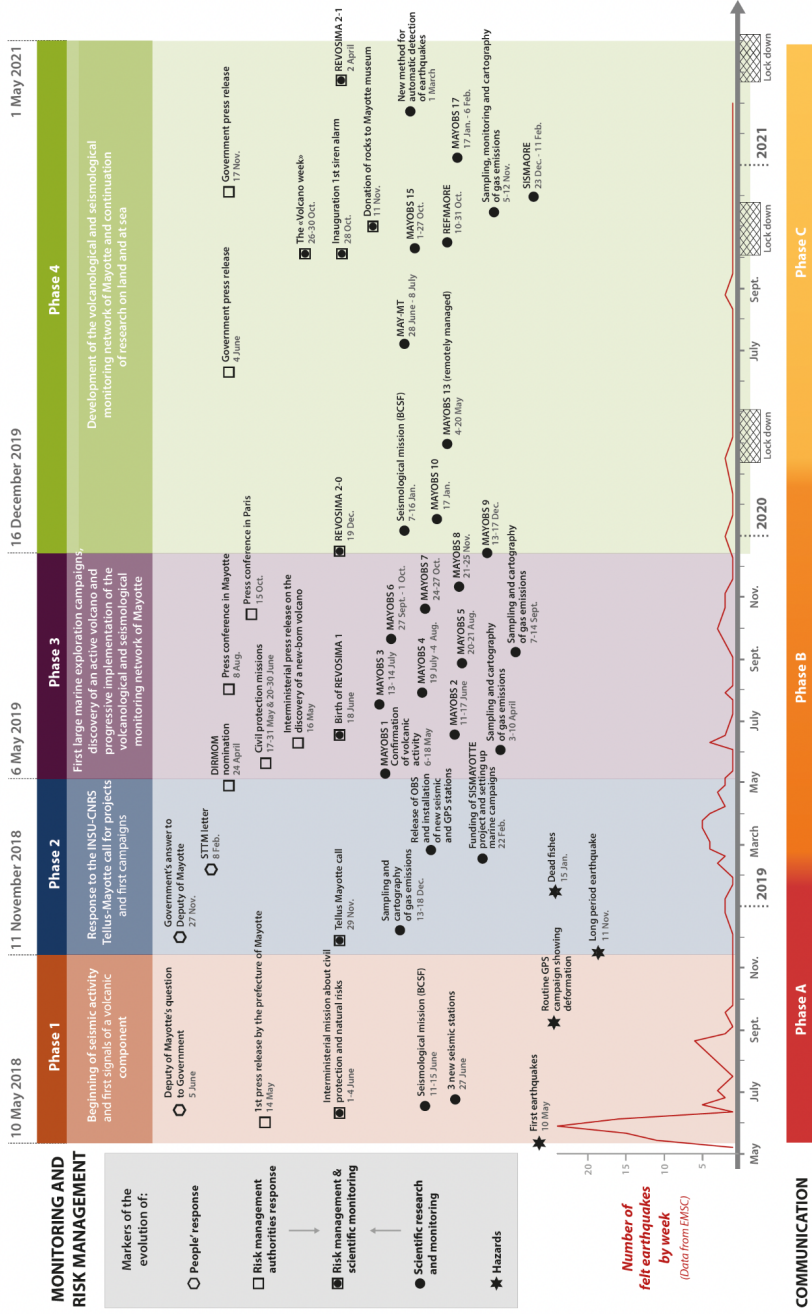 10 May 2018
11 November 2018
6 May 2019
16 December 2019
1 May 2021
MONITORING AND
RISK MANAGEMENT
Phase 1
Phase 2
Phase 3
Phase 4
Beginning of seismic activity
and first signals of a volcanic
component
Response to the INSU-CNRS
Tellus-Mayotte call for projects
and first campaigns
First large marine exploration campaigns,
discovery of an active volcano and
progressive implementation of the
volcanological and seismological
monitoring network of Mayotte
Development of the volcanological and seismological
monitoring network of Mayotte and continuation
of research on land and at sea
Markers of the
evolution of:
People' response
Risk management
authorities response
Risk management &
scientific monitoring
Scientific research
and monitoring
Hazards
Deputy of Mayotte's question
to Government
5 June
1st press release by the prefecture of Mayotte
14 May
Interministerial mission about civil
protection and natural risks
1-4 June
Seismological mission (BCSF)
11-15 June
3 new seismic stations
27 June
First earthquakes
10 May
Routine GPS
campaign showing
deformation
Government's answer to
Deputy of Mayotte
27 Nov.
STTM letter
8 Feb.
Tellus Mayotte call
29 Nov.
Sampling and
cartography
of gas emissions
13-18 Dec.
Release of OBS
and installation
of new seismic
and GPS stations
Funding of SISMAYOTTE
project and setting up
marine campaigns
22 Feb.
Dead fishes
15 Jan.
Long period earthquake
11 Nov.
DIRMOM
nomination
24 April
Press conference in Mayotte
8 Aug.
Press conference in Paris
15 Oct.
Civil protection missions
17-31 May & 20-30 June
Interministerial press release on the
discovery of a new-born volcano
16 May
Birth of REVOSIMA 1
18 June
MAYOBS 1
Confirmation
of volcanic
activity
6-18 May
MAYOBS 3
13-14 July
MAYOBS 6
27 Sept. - 1 Oct.
MAYOBS 4
19 July -4 Aug.
MAYOBS 7
24-27 Oct.
MAYOBS 2
11-17 June
MAYOBS 5
20-21 Aug.
MAYOBS 8
21-25 Nov.
MAYOBS 9
13-17 Dec.
Sampling and cartography
of gas emissions
3-10 April
Sampling and cartography
of gas emissions
7-14 Sept.
Government press release
4 June
Government press release
17 Nov.
The «Volcano week»
26-30 Oct.
REVOSIMA 2-0
19 Dec.
Inauguration 1st siren alarm
28 Oct.
REVOSIMA 2-1
2 April
Donation of rocks to Mayotte museum
11 Nov.
Seismological mission (BCSF)
7-16 Jan.
MAY-MT
28 June - 8 July
MAYOBS 15
1-27 Oct.
New method for
automatic detection
of earthquakes
1 March
MAYOBS 10
17 Jan.
MAYOBS 13 (remotely managed)
4-20 May
REFMAORE
10-31 Oct.
MAYOBS 17
17 Jan. - 6 Feb.
Sampling, monitoring and cartography
of gas emissions
5-12 Nov.
SISMAORE
23 Dec. - 11 Feb.
Number of
felt earthquakes
by week
(Data from EMSC)
20
15
10
5
May
July
Sept.
Nov.
2019
March
May
July
Sept.
Nov.
2020
July
Sept.
2021
Lock down
Lock down
Lock down
COMMUNICATION
Phase A
Phase B
Phase C